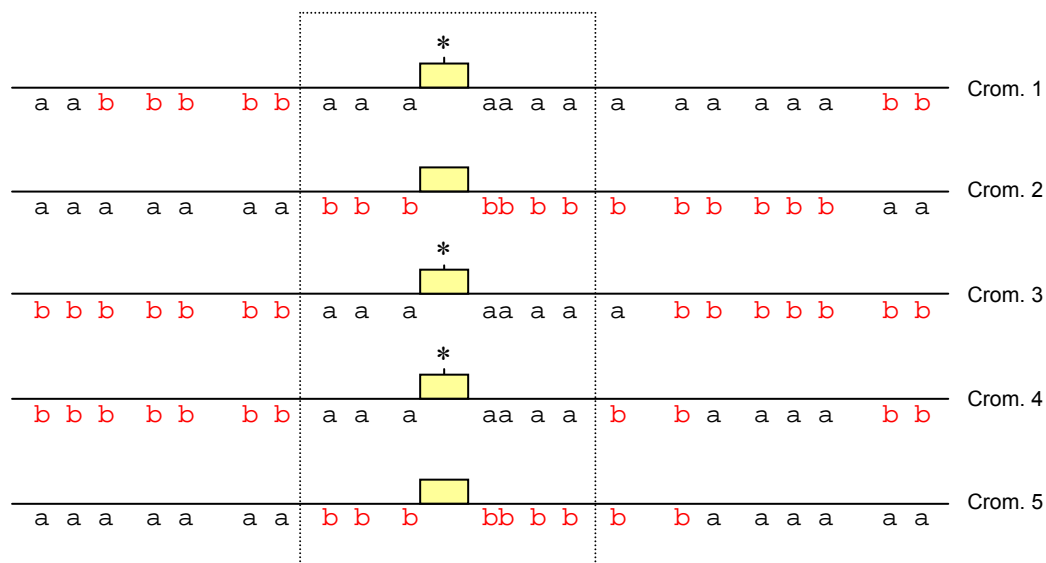 *
Crom. 1
a a b b b b b a a a aa a a a a a a a a b b
Crom. 2
a a a a a a a b b b bb b b b b b b b b a a
*
Crom. 3
b b b b b b b a a a aa a a a b b b b b b b
*
Crom. 4
b b b b b b b a a a aa a a b b a a a a b b
Crom. 5
a a a a a a a b b b bb b b b b a a a a a a